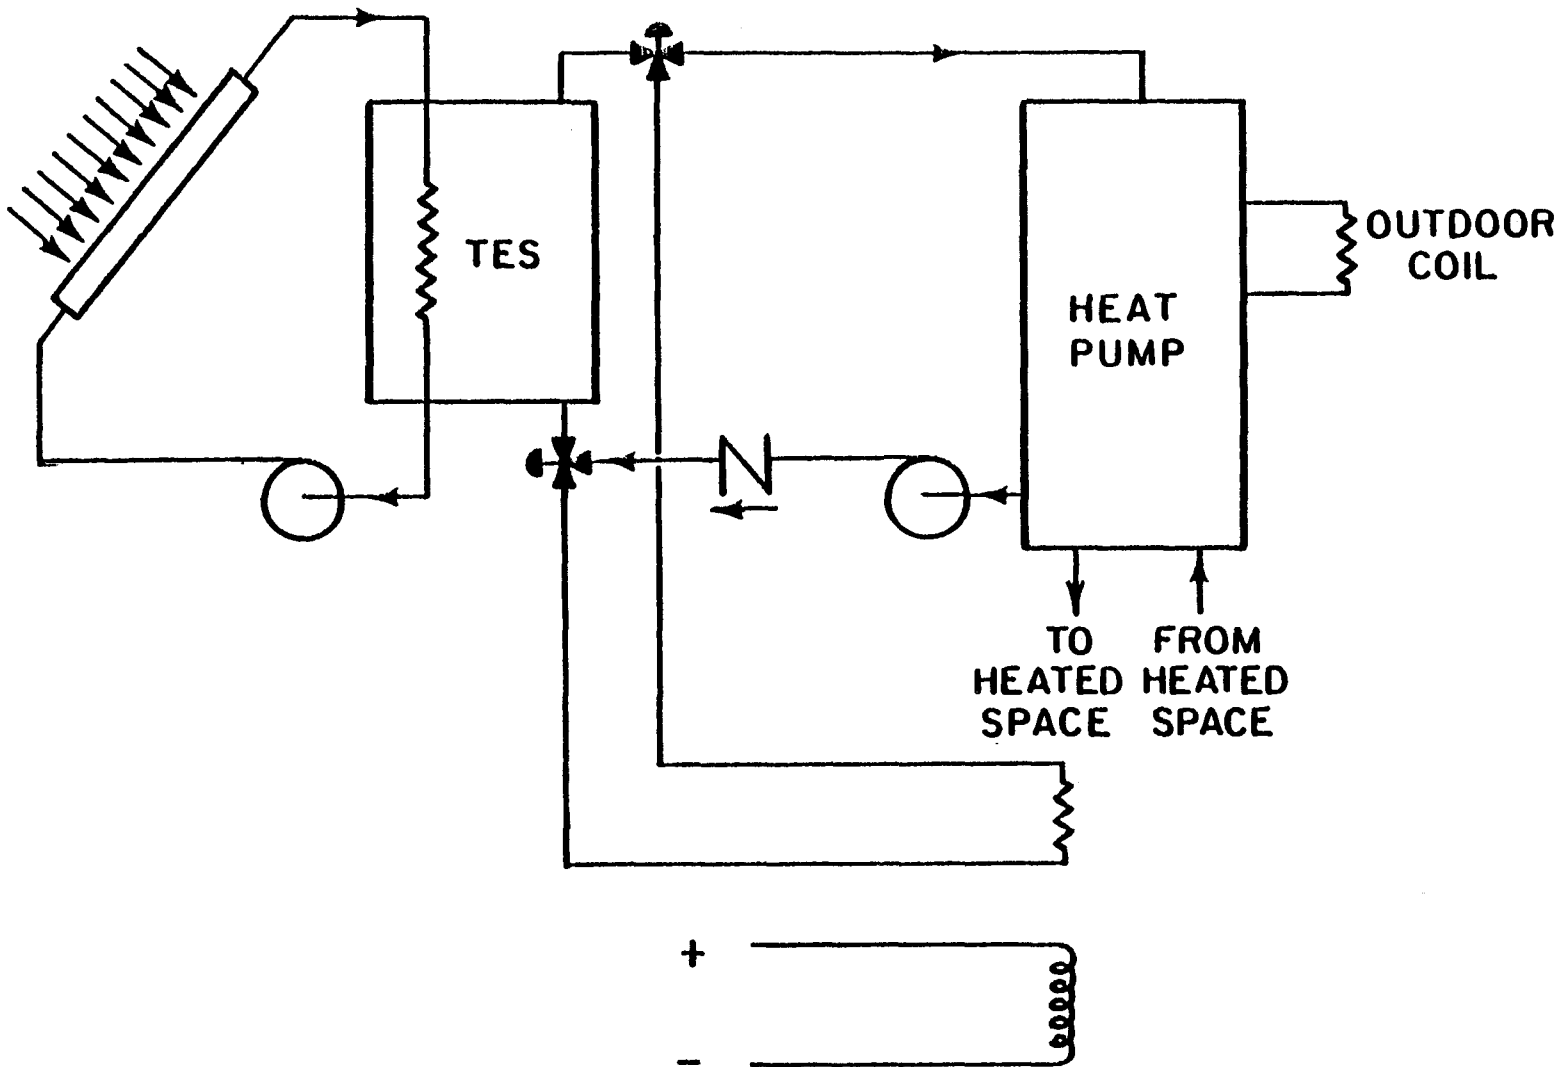 TES
HEAT
PUMP
OUTDOOR
COIL
TO
HEATED
SPACE
FROM
HEATED
SPACE
+
−